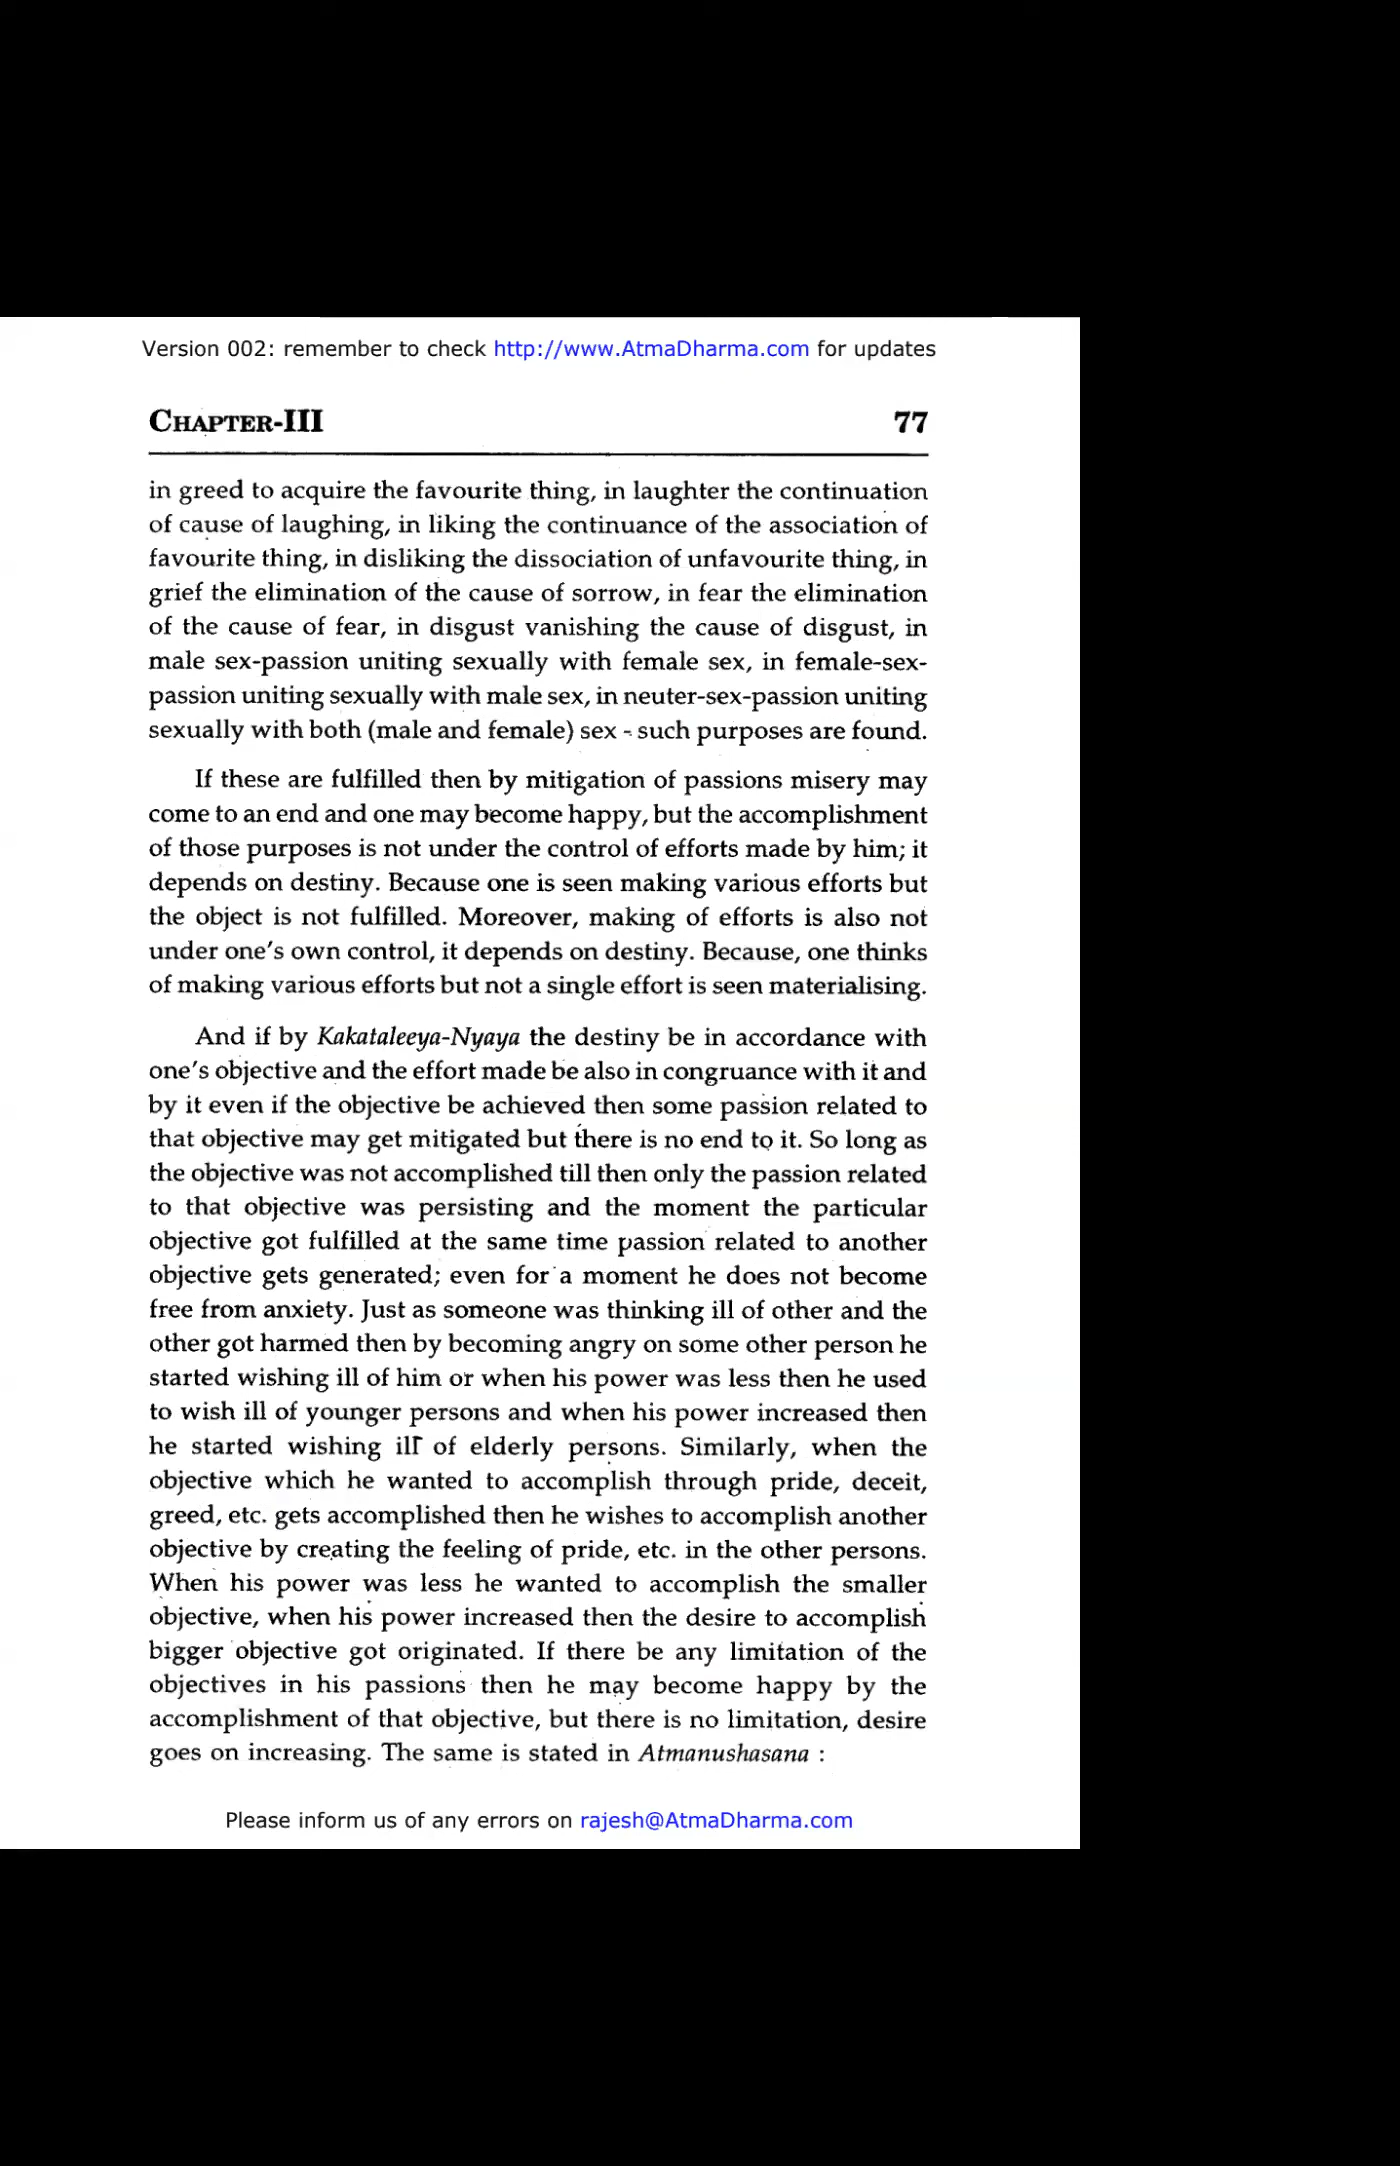 Version 002: remember to check http://www.AtmaDharma.com for updates
CHAPTER-III 77
in greed to acquire the favourite thing, in laughter the continuation
of cause of laughing, in liking the continuance of the association of
favourite thing, in disliking the dissociation of unfavourite thing, in
grief the elimination of the cause of sorrow, in fear the elimination
of the cause of fear, in disgust vanishing the cause of disgust, in
male sex-passion uniting sexually with female sex, in female-sex-
passion uniting sexually with male sex, in neuter-sex-passion uniting
sexually with both (male and female) sex - such purposes are found.
If these are fulfilled then by mitigation of passions misery may
come to an end and one may become happy, but the accomplishment
of those purposes is not under the control of efforts made by him; it
depends on destiny. Because one is seen making various efforts but
the object is not fulfilled. Moreover, making of efforts is also not
under one's own control, it depends on destiny. Because, one thinks
of making various efforts but not a single effort is seen materialising.
And if by Kakataleeya-Nyaya the destiny be in accordance with
one's objective and the effort made be also in congruance with it and
by it even if the objective be achieved then some passion related to
that objective may get mitigated but there is no end to it. So long as
the objective was not accomplished till then only the passion related
to that objective was persisting and the moment the particular
objective got fulfilled at the same time passion related to another
objective gets generated; even for a moment he does not become
free from anxiety. Just as someone was thinking ill of other and the
other got harmed then by becoming angry on some other person he
started wishing ill of him or when his power was less then he used
to wish ill of younger persons and when his power increased then
he started wishing ill of elderly persons. Similarly, when the
objective which he wanted to accomplish through pride, deceit,
greed, etc. gets accomplished then he wishes to accomplish another
objective by creating the feeling of pride, etc. in the other persons.
When his power was less he wanted to accomplish the smaller
objective, when his power increased then the desire to accomplish
bigger objective got originated. If there be any limitation of the
objectives in his passions then he may become happy by the
accomplishment of that objective, but there is no limitation, desire
goes on increasing. The same is stated in Atmanushasana :
Please inform us of any errors on rajesh@AtmaDharma.com